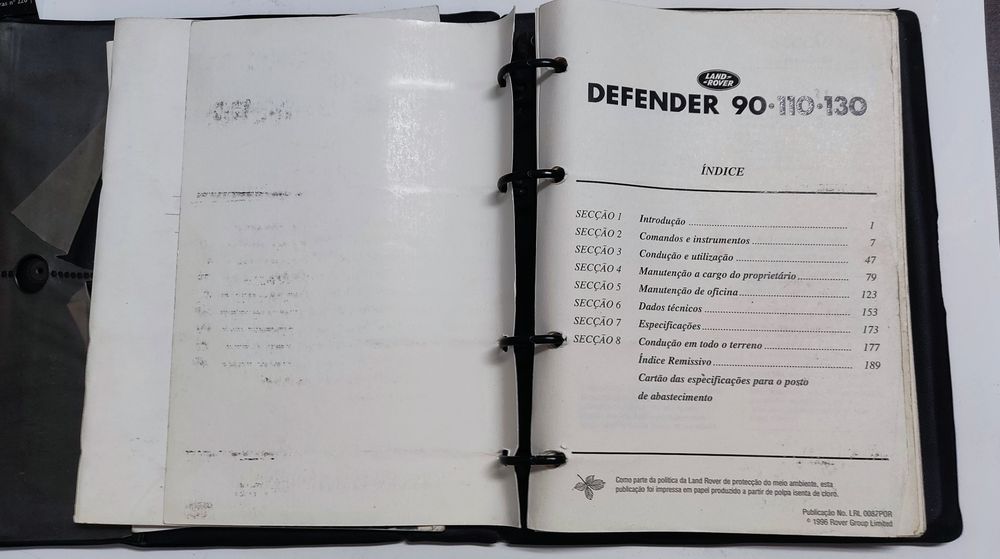 ras nº 220
LAND-
-ROVER
DEFENDER 90·110·130
ÍNDICE
SECÇÃO 1 Introdução 1
SECÇÃO 2 Comandos e instrumentos 7
SECÇÃO 3 Condução e utilização 47
SECÇÃO 4 Manutenção a cargo do proprietário 79
SECÇÃO 5 Manutenção de oficina 123
SECÇÃO 6 Dados técnicos 153
SECÇÃO 7 Especificações 173
SECÇÃO 8 Condução em todo o terreno 177
Índice Remissivo 189
Cartão das especificações para o posto
de abastecimento
Como parte da política da Land Rover de protecção do meio ambiente, esta
publicação foi impressa em papel produzido a partir de polpa isenta de cloro.
Publicação No. LRL 0087POR
© 1996 Rover Group Limited